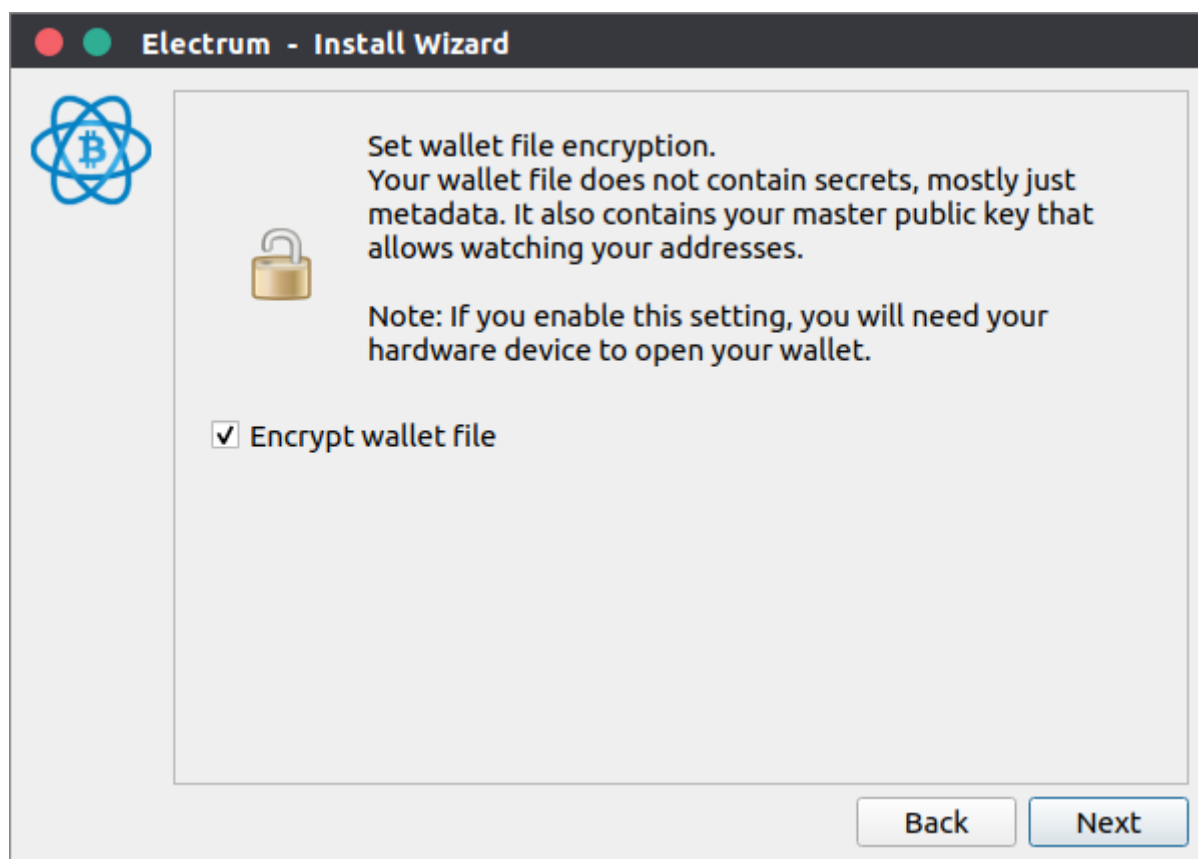 Electrum - Install Wizard
Set wallet file encryption.
Your wallet file does not contain secrets, mostly just
metadata. It also contains your master public key that
allows watching your addresses.
Note: If you enable this setting, you will need your
hardware device to open your wallet.
Encrypt wallet file
Back
Next